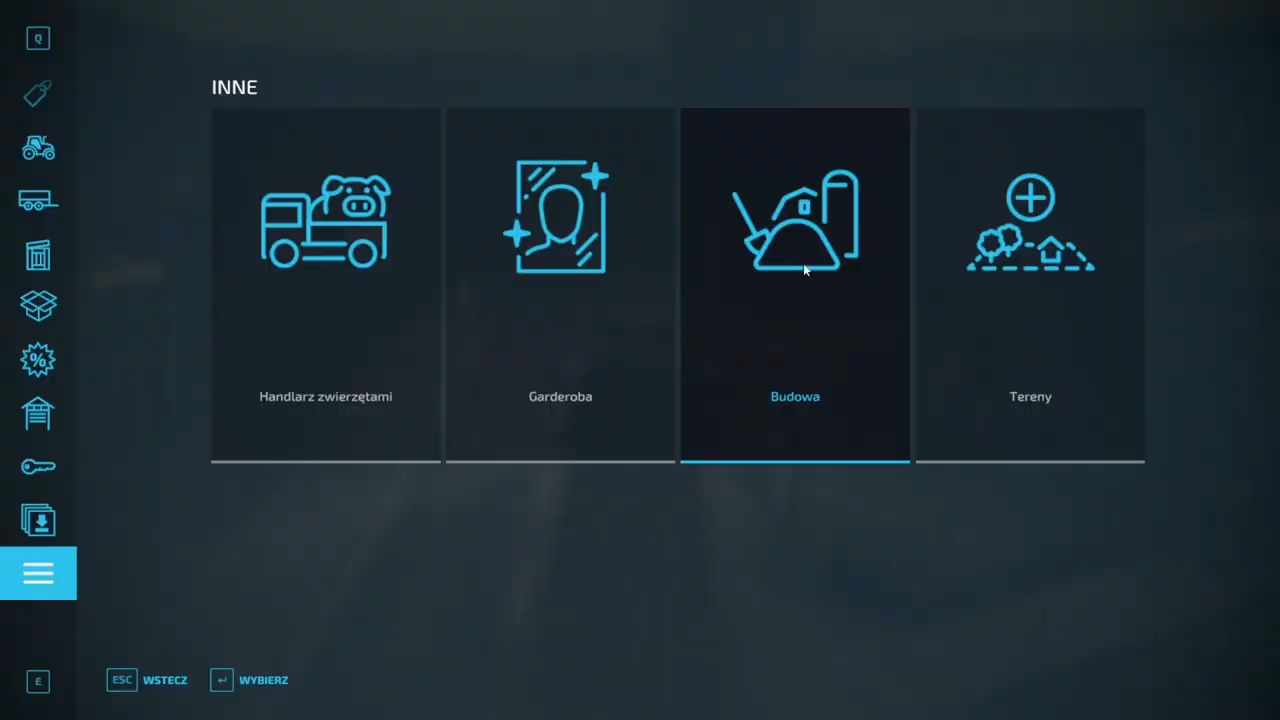 Q
INNE
%
Handlarz zwierzętami
Garderoba
Budowa
Tereny
E
ESC WSTECZ ↵ WYBIERZ